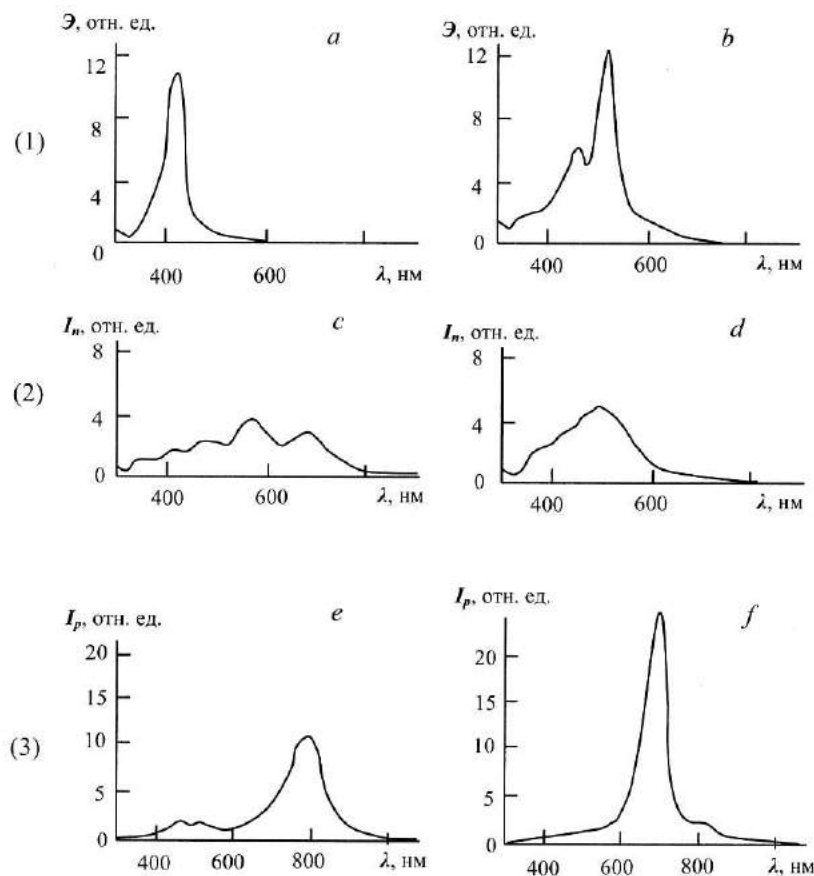 Э, отн. ед. a
12
8
4
0
400 600 λ, нм
(1)
Э, отн. ед. b
12
8
4
0
400 600 λ, нм
Iп, отн. ед. c
8
4
0
400 600 λ, нм
(2)
Iп, отн. ед. d
8
4
0
400 600 λ, нм
Ip, отн. ед. e
20
15
10
5
0
400 600 800 λ, нм
(3)
Ip, отн. ед. f
20
15
10
5
0
400 600 800 λ, нм